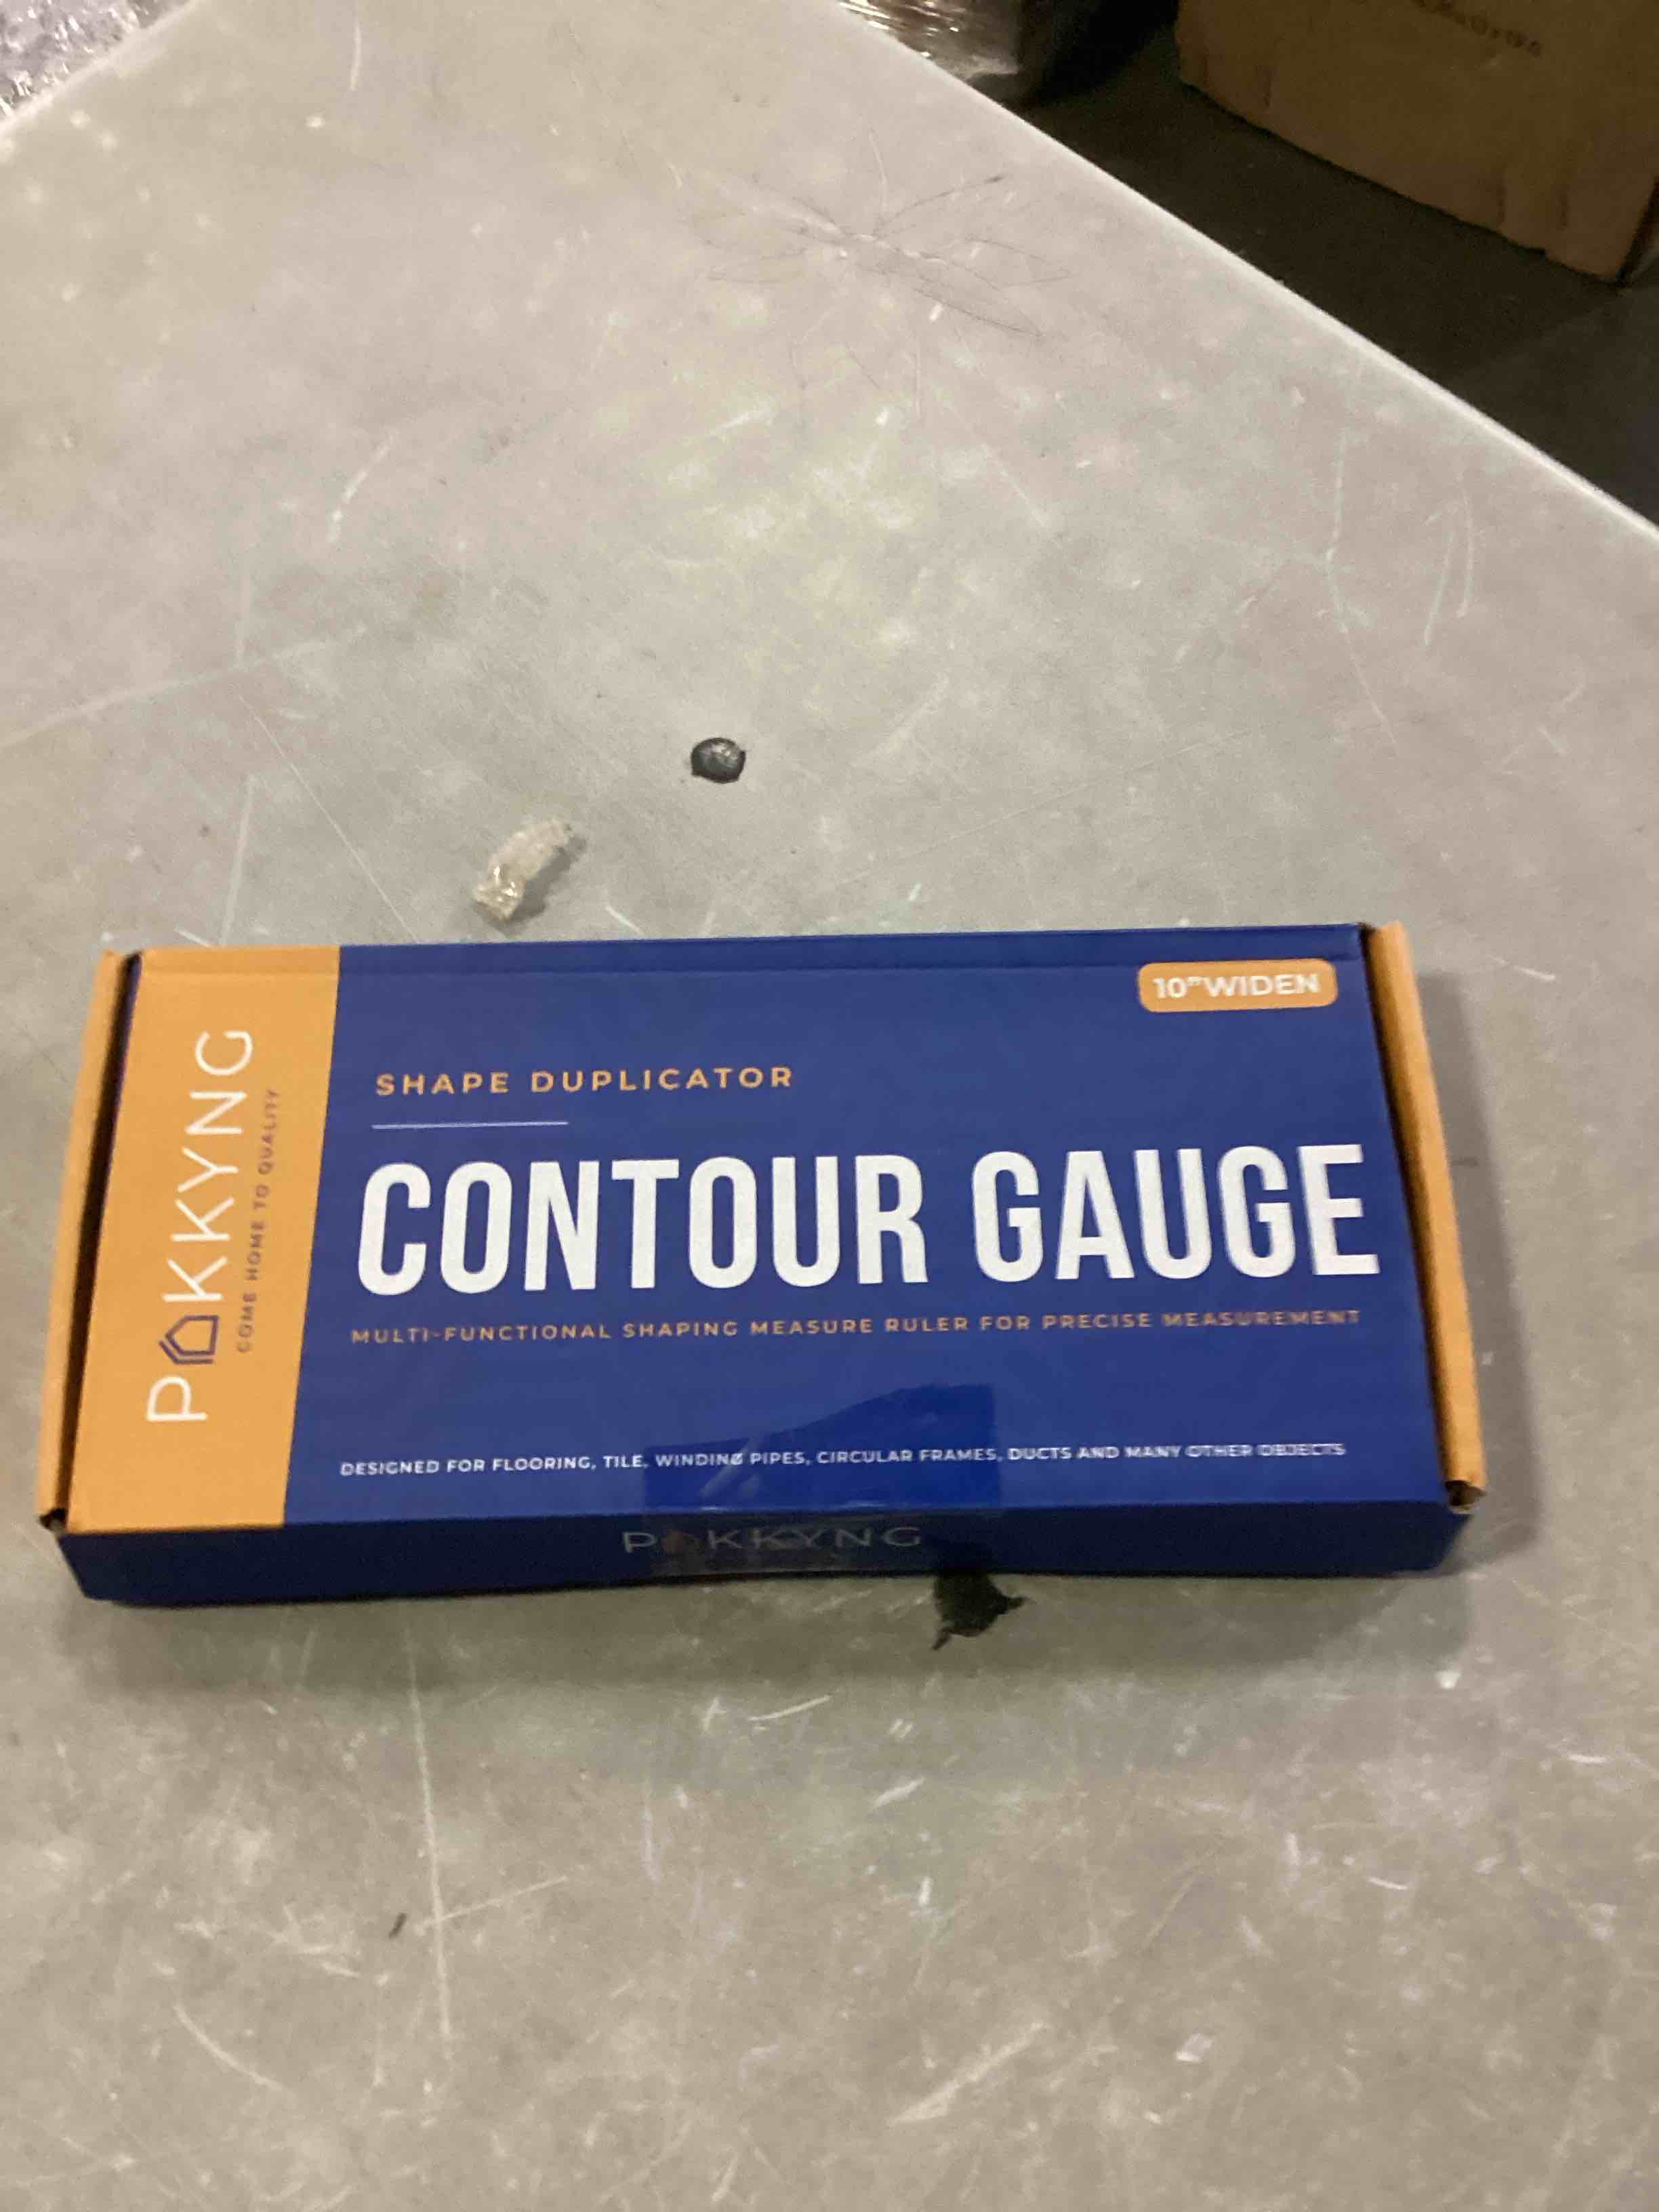 10"WIDEN
SHAPE DUPLICATOR
CONTOUR GAUGE
MULTI-FUNCTIONAL SHAPING MEASURE RULER FOR PRECISE MEASUREMENT
DESIGNED FOR FLOORING, TILE, WINDING PIPES, CIRCULAR FRAMES, DUCTS AND MANY OTHER OBJECTS
POKKYNG
COME HOME TO QUALITY
POKKYNG